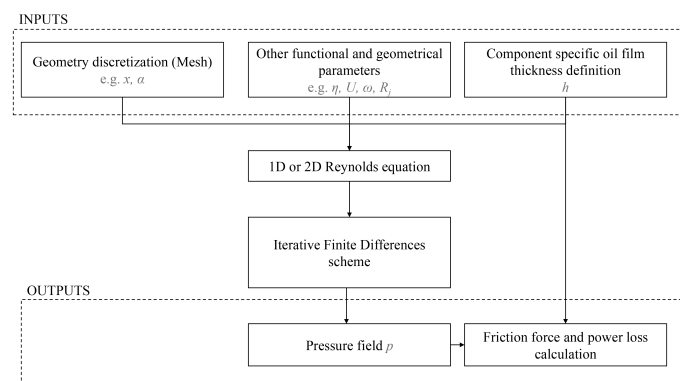 INPUTS
Geometry discretization (Mesh)
e.g. x, α
Other functional and geometrical
parameters
e.g. η, U, ω, Rⱼ
Component specific oil film
thickness definition
h
1D or 2D Reynolds equation
Iterative Finite Differences
scheme
OUTPUTS
Pressure field p
Friction force and power loss
calculation